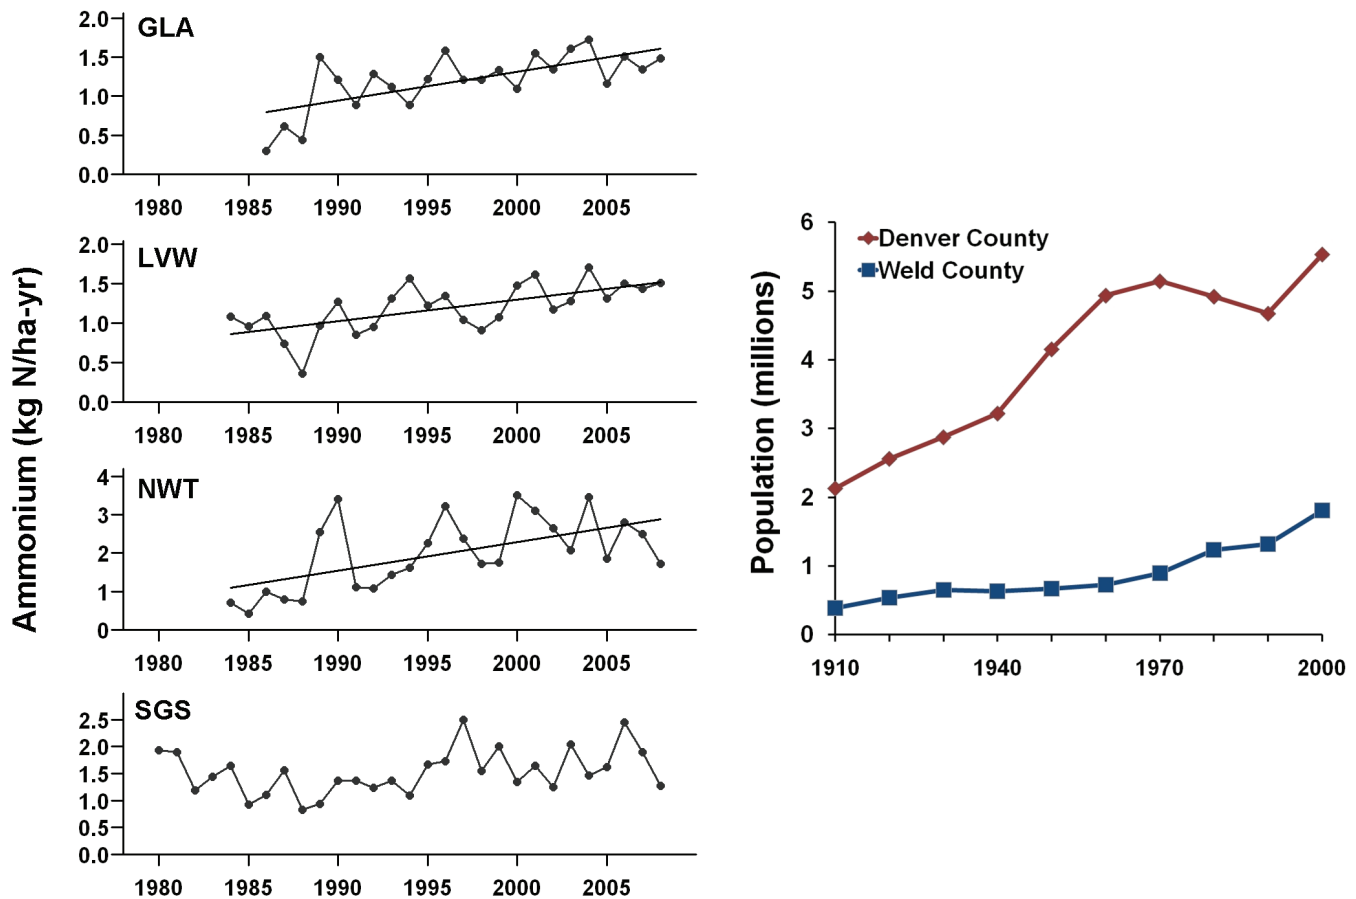 Ammonium (kg N/ha-yr)
GLA
2.0
1.5
1.0
0.5
0.0
1980 1985 1990 1995 2000 2005
LVW
2.0
1.5
1.0
0.5
0.0
1980 1985 1990 1995 2000 2005
NWT
4
3
2
1
0
1980 1985 1990 1995 2000 2005
SGS
2.5
2.0
1.5
1.0
0.5
0.0
1980 1985 1990 1995 2000 2005
Population (millions)
Denver County
Weld County
6
5
4
3
2
1
0
1910 1940 1970 2000